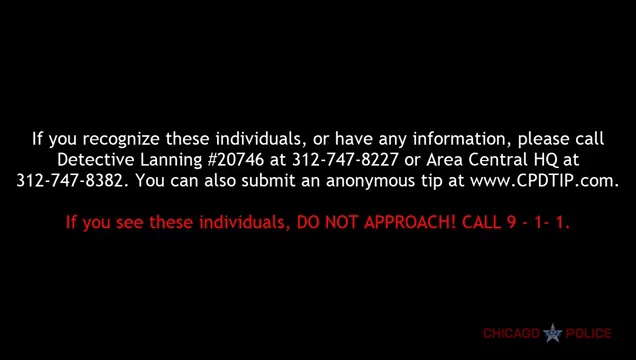 If you recognize these individuals, or have any information, please call
Detective Lanning #20746 at 312-747-8227 or Area Central HQ at
312-747-8382. You can also submit an anonymous tip at www.CPDTIP.com.
If you see these individuals, DO NOT APPROACH! CALL 9 - 1- 1.
CHICAGO POLICE